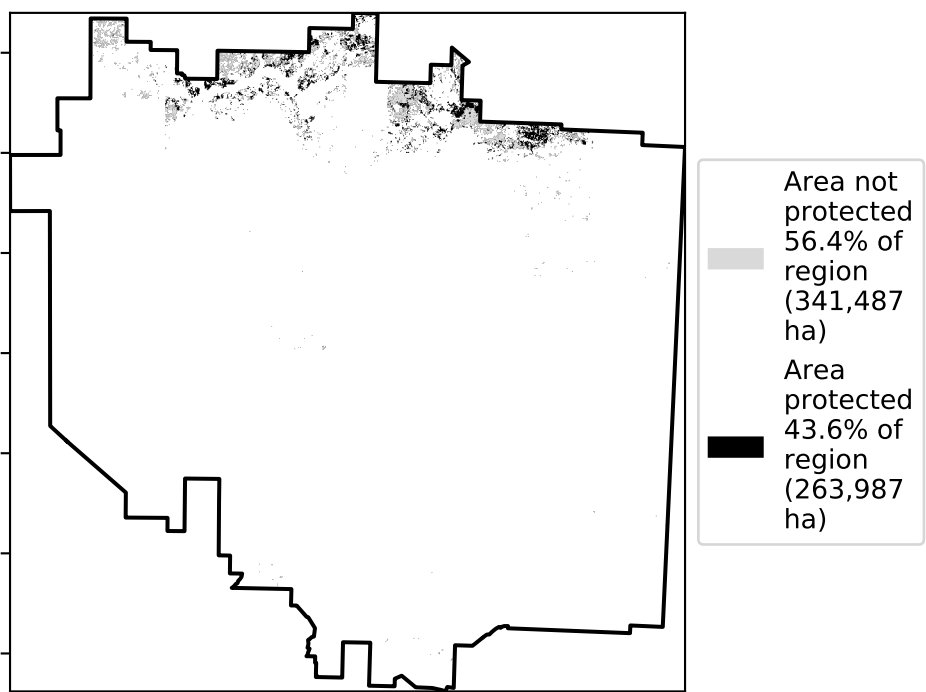 Area not
protected
56.4% of
region
(341,487
ha)
Area
protected
43.6% of
region
(263,987
ha)